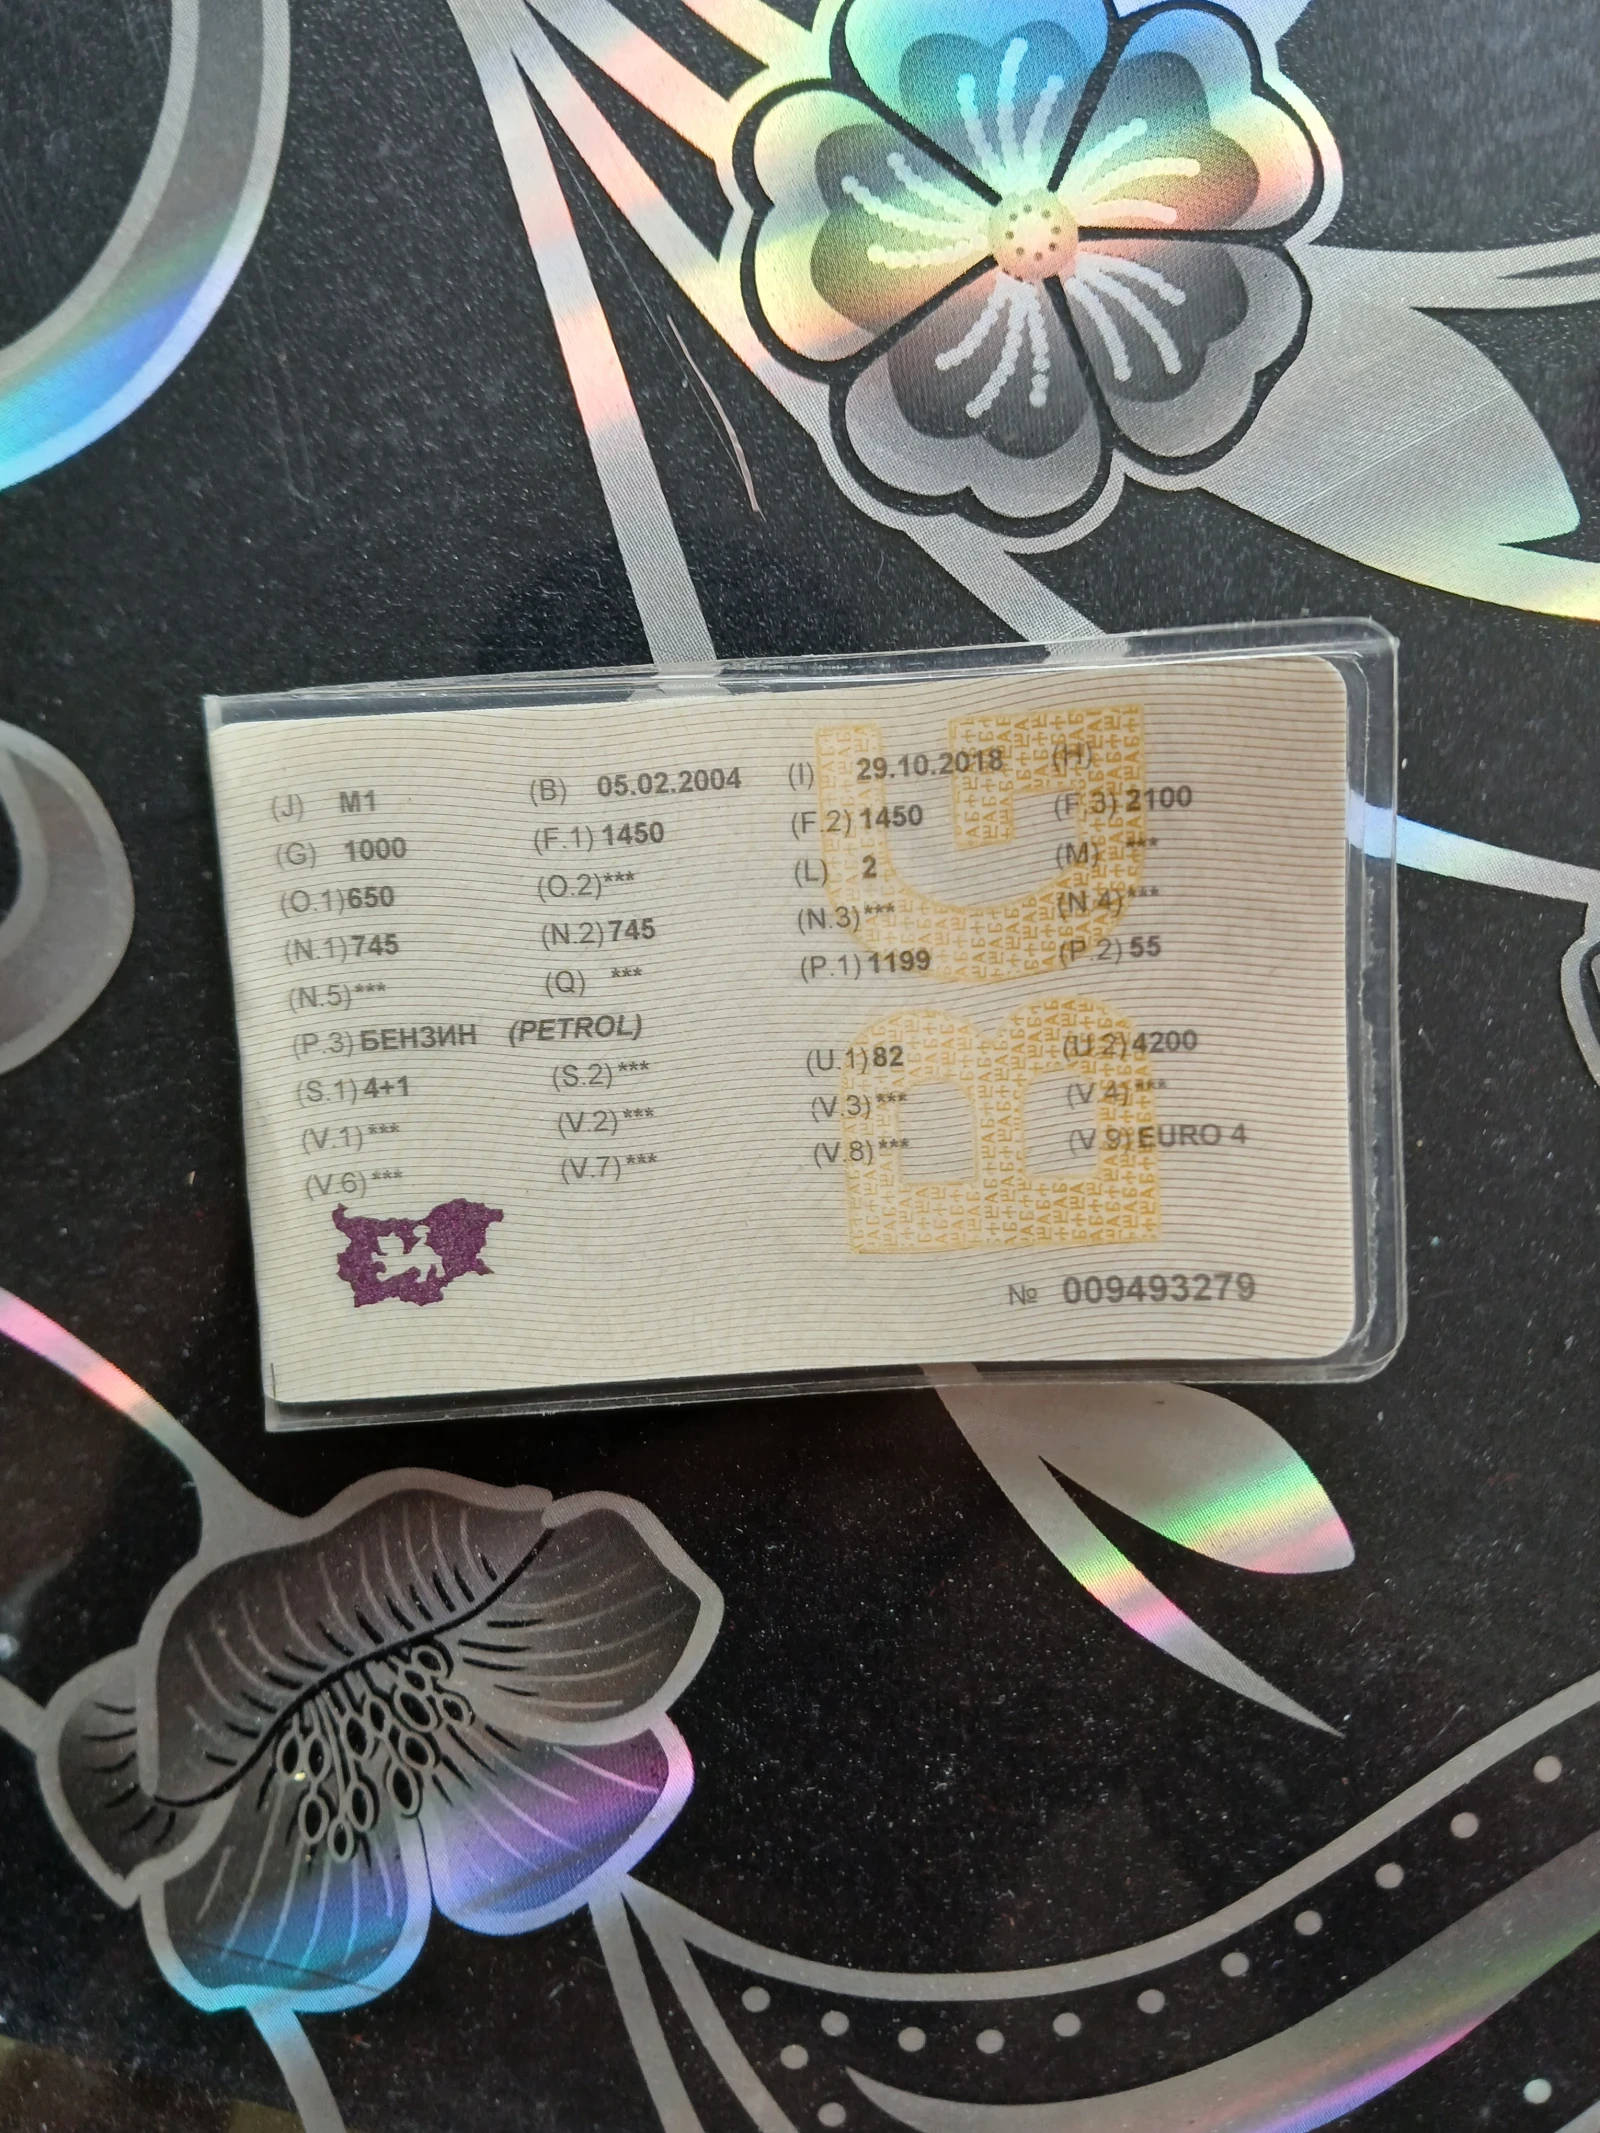 (J) M1 (B) 05.02.2004 (I) 29.10.2018 (H)
(G) 1000 (F.1) 1450 (F.2) 1450 (F.3) 2100
(O.1) 650 (O.2) *** (L) 2 (M) ***
(N.1) 745 (N.2) 745 (N.3) *** (N.4) ***
(N.5) *** (Q) *** (P.1) 1199 (P.2) 55
(P.3) БЕНЗИН (PETROL)
(S.1) 4+1 (S.2) *** (U.1) 82 (U.2) 4200
(V.1) *** (V.2) *** (V.3) *** (V.4) ***
(V.6) *** (V.7) *** (V.8) *** (V.9) EURO 4
BG
№ 009493279